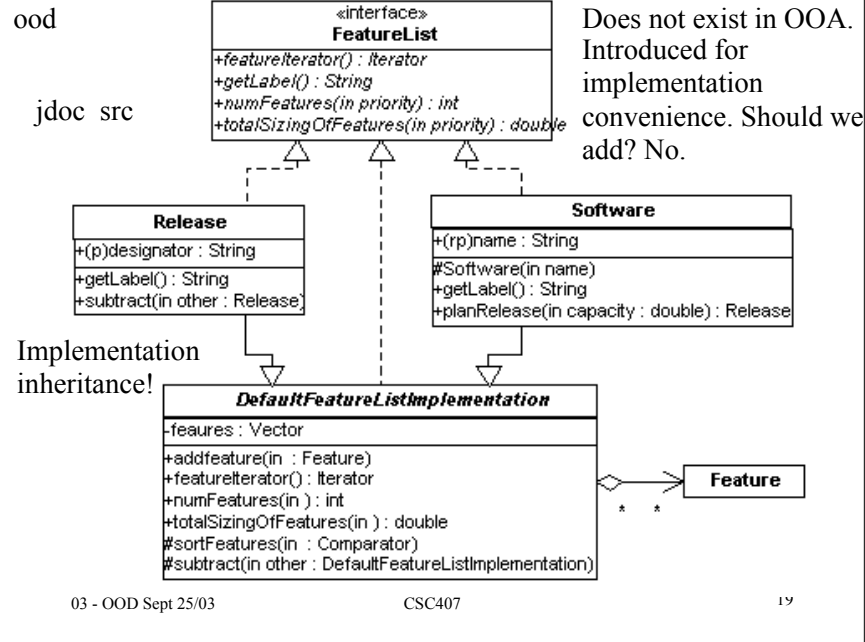 ood
jdoc src
«interface»
FeatureList
+featureIterator() : Iterator
+getLabel() : String
+numFeatures(in priority) : int
+totalSizingOfFeatures(in priority) : double
Does not exist in OOA.
Introduced for
implementation
convenience. Should we
add? No.
Release
+(p)designator : String
+getLabel() : String
+subtract(in other : Release)
Software
+(rp)name : String
#Software(in name)
+getLabel() : String
+planRelease(in capacity : double) : Release
Implementation
inheritance!
DefaultFeatureListImplementation
-feaures : Vector
+addfeature(in : Feature)
+featureIterator() : Iterator
+numFeatures(in ) : int
+totalSizingOfFeatures(in ) : double
#sortFeatures(in : Comparator)
#subtract(in other : DefaultFeatureListImplementation)
Feature
* *
03 - OOD Sept 25/03
CSC407
19